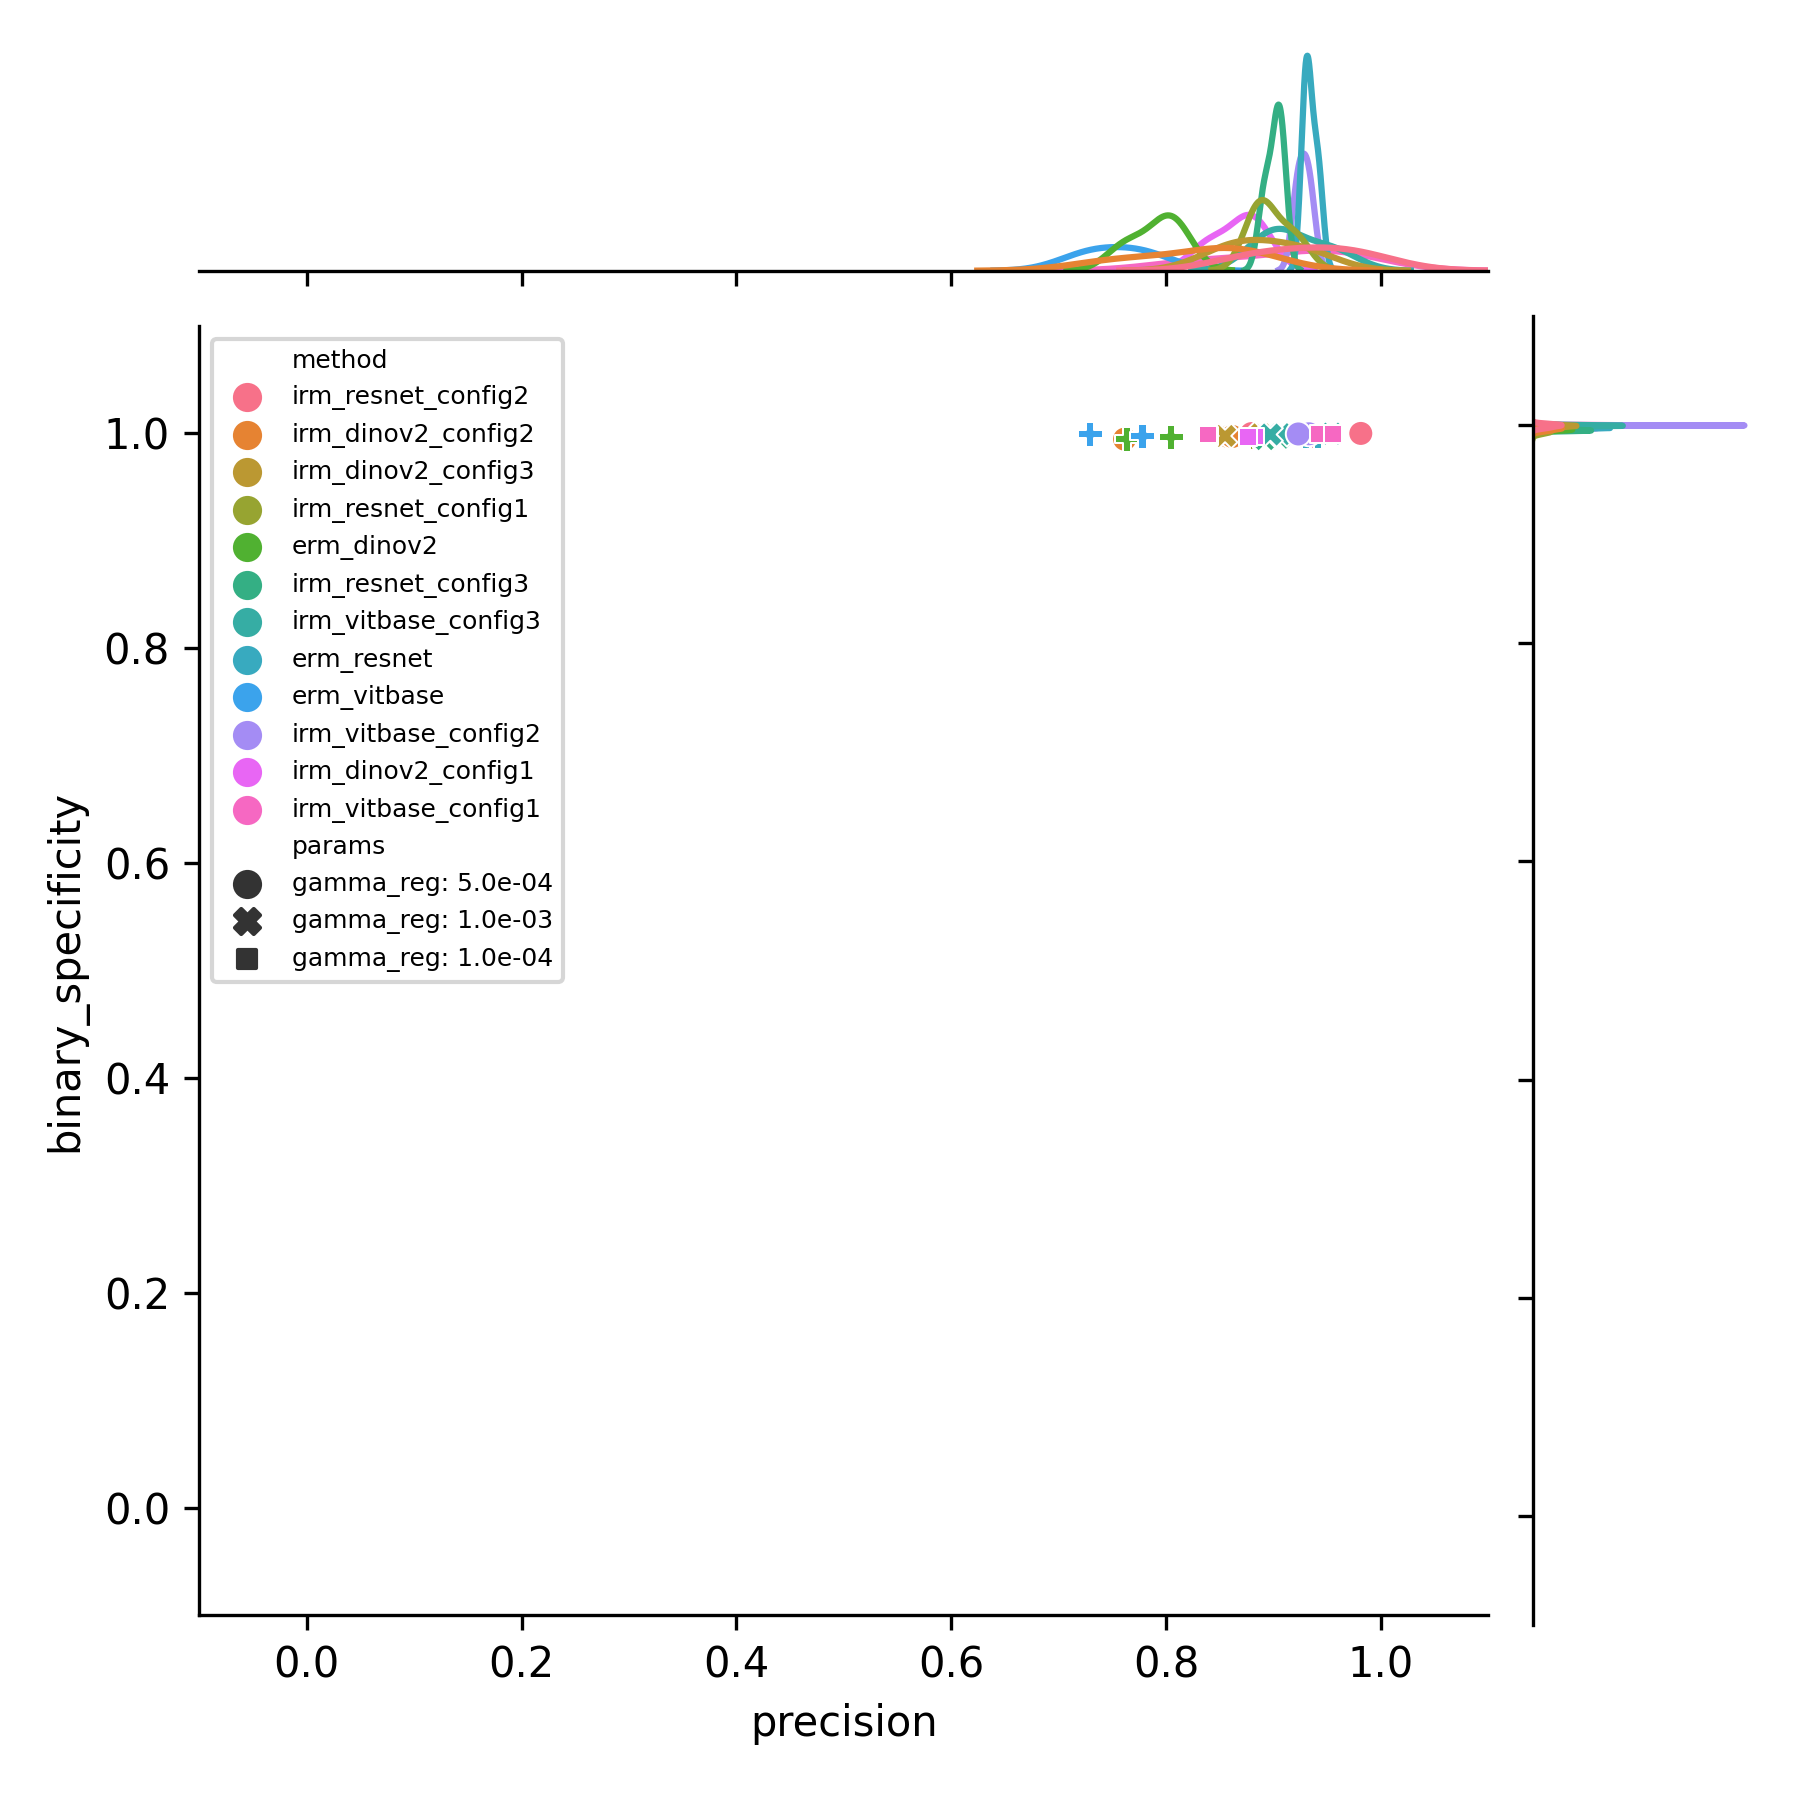 method
irm_resnet_config2
irm_dinov2_config2
irm_dinov2_config3
irm_resnet_config1
erm_dinov2
irm_resnet_config3
irm_vitbase_config3
erm_resnet
erm_vitbase
irm_vitbase_config2
irm_dinov2_config1
irm_vitbase_config1
params
gamma_reg: 5.0e-04
gamma_reg: 1.0e-03
gamma_reg: 1.0e-04
binary_specificity
1.0
0.8
0.6
0.4
0.2
0.0
0.0 0.2 0.4 0.6 0.8 1.0
precision